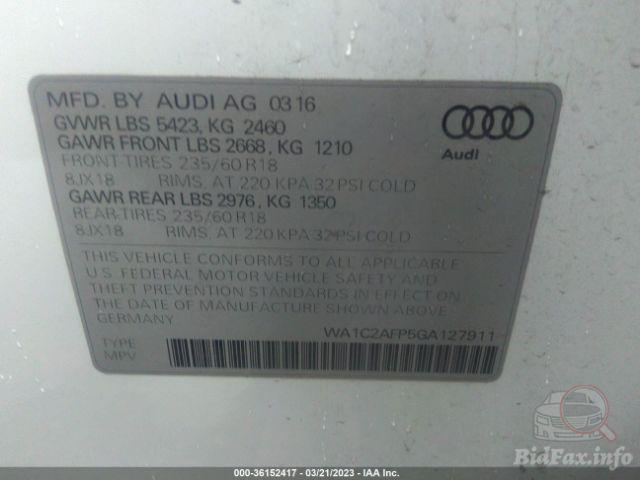 MFD. BY AUDI AG 03 16
GVWR LBS 5423, KG 2460
GAWR FRONT LBS 2668, KG 1210
FRONT-TIRES 235/60 R18
8JX18 RIMS, AT 220 KPA 32 PSI COLD
GAWR REAR LBS 2976, KG 1350
REAR-TIRES 235/60 R18
8JX18 RIMS, AT 220 KPA 32 PSI COLD
Audi
THIS VEHICLE CONFORMS TO ALL APPLICABLE
U.S. FEDERAL MOTOR VEHICLE SAFETY AND
THEFT PREVENTION STANDARDS IN EFFECT ON
THE DATE OF MANUFACTURE SHOWN ABOVE
GERMANY
WA1C2AFP5GA127911
TYPE
MPV
BidFax.info
000-36152417 - 03/21/2023 - IAA Inc.